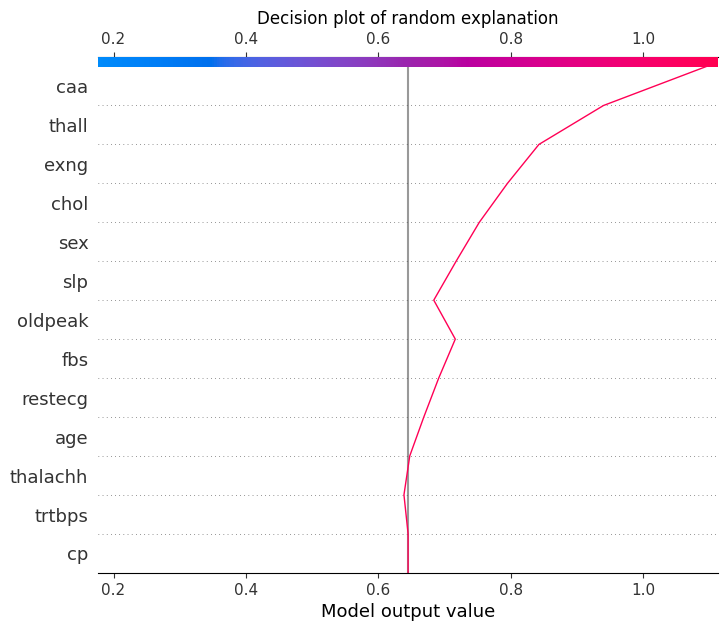 Decision plot of random explanation
0.2 0.4 0.6 0.8 1.0
caa
thall
exng
chol
sex
slp
oldpeak
fbs
restecg
age
thalachh
trtbps
cp
0.2 0.4 0.6 0.8 1.0
Model output value